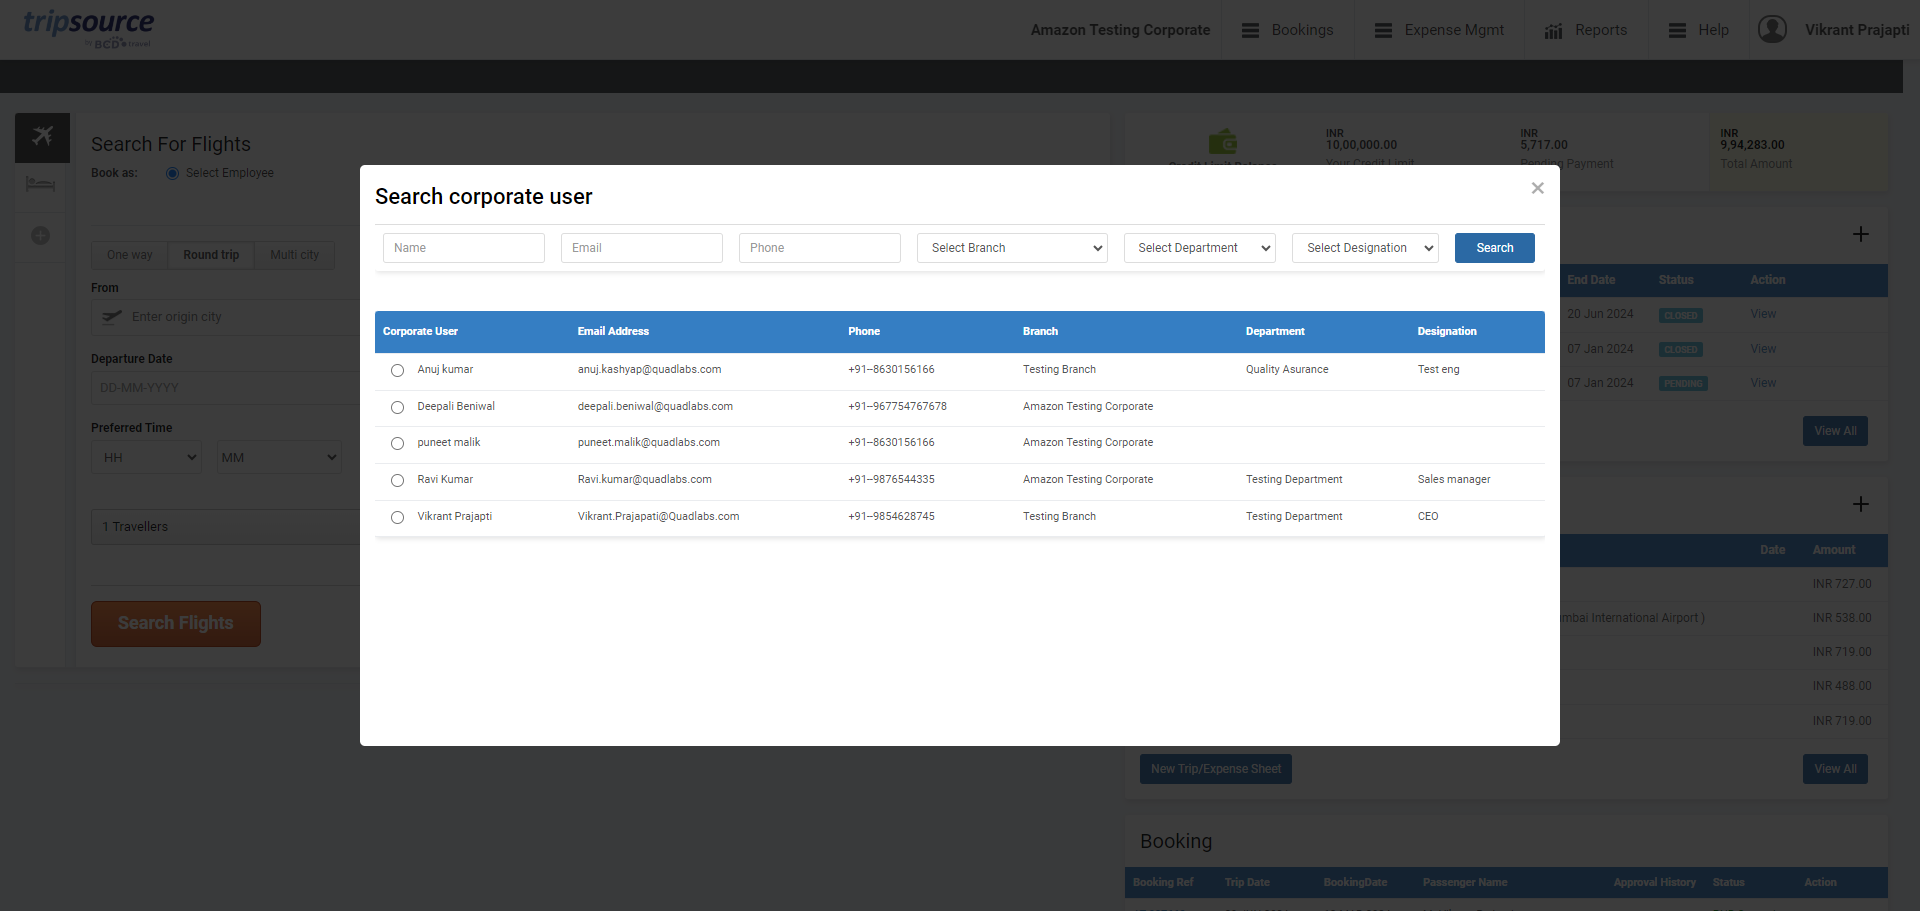 tripsource
by BCD travel
Amazon Testing Corporate
Bookings
Expense Mgmt
Reports
Help
Vikrant Prajapti
Search For Flights
Book as: Select Employee
One way Round trip Multi city
From
Enter origin city
Departure Date
DD-MM-YYYY
Preferred Time
HH MM
1 Travellers
Search Flights
INR
10,00,000.00
Your Credit Limit
INR
5,717.00
Pending Payment
INR
9,94,283.00
Total Amount
Credit Limit Balance
Search corporate user
×
Name Email Phone Select Branch Select Department Select Designation Search
Corporate User Email Address Phone Branch Department Designation
Anuj kumar anuj.kashyap@quadlabs.com +91--8630156166 Testing Branch Quality Asurance Test eng
Deepali Beniwal deepali.beniwal@quadlabs.com +91--967754767678 Amazon Testing Corporate
puneet malik puneet.malik@quadlabs.com +91--8630156166 Amazon Testing Corporate
Ravi Kumar Ravi.kumar@quadlabs.com +91--9876544335 Amazon Testing Corporate Testing Department Sales manager
Vikrant Prajapti Vikrant.Prajapati@Quadlabs.com +91--9854628745 Testing Branch Testing Department CEO
End Date Status Action
20 Jun 2024 CLOSED View
07 Jan 2024 CLOSED View
07 Jan 2024 PENDING View
View All
Date Amount
INR 727.00
mbai International Airport ) INR 538.00
INR 719.00
INR 488.00
INR 719.00
New Trip/Expense Sheet View All
Booking
Booking Ref Trip Date BookingDate Passenger Name Approval History Status Action